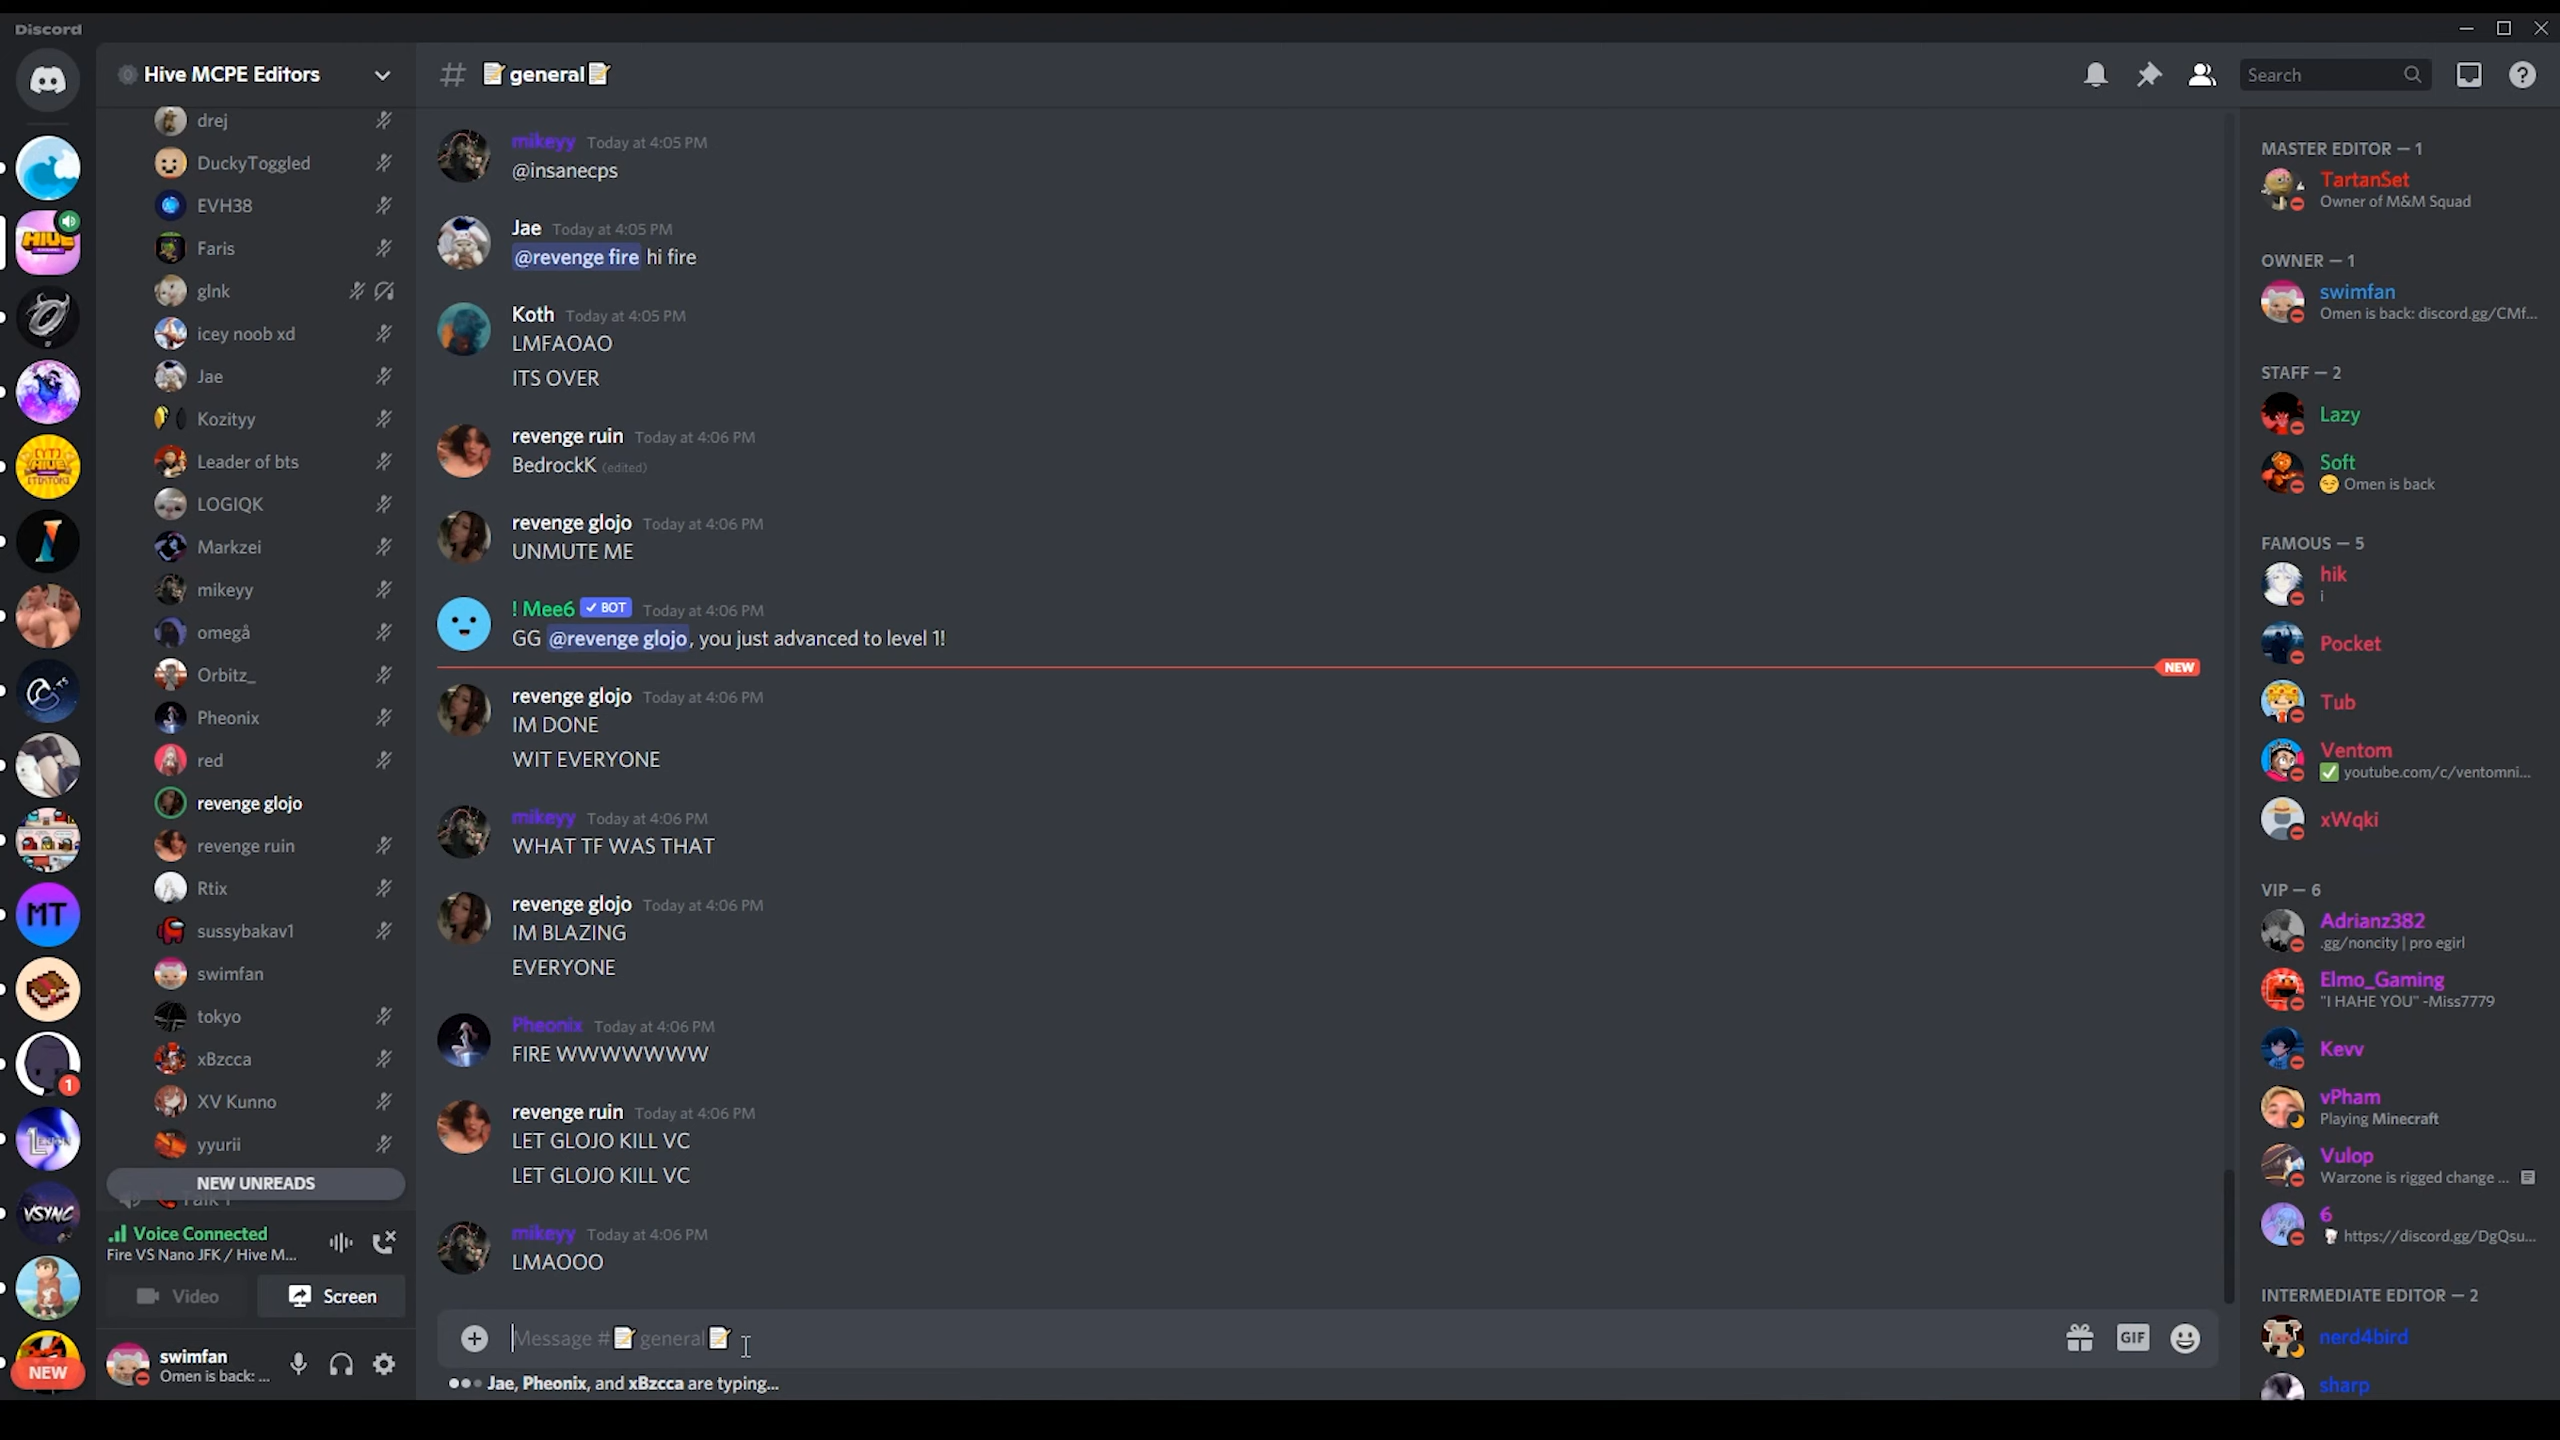 Discord
Hive MCPE Editors
drej
DuckyToggled
EVH38
Faris
glnk
icey noob xd
Jae
Kozityy
Leader of bts
LOGIQK
Markzei
mikeyy
omegå
Orbitz_
Pheonix
red
revenge glojo
revenge ruin
Rtix
sussybakav1
swimfan
tokyo
xBzcca
XV Kunno
yyurii
NEW UNREADS
Voice Connected
Fire VS Nano JFK / Hive M...
Video
Screen
swimfan
Omen is back: ...
MT
VSYNC
1
NEW
# 📝general📝
Search
mikeyy Today at 4:05 PM
@insanecps
Jae Today at 4:05 PM
@revenge fire hi fire
Koth Today at 4:05 PM
LMFAOAO
ITS OVER
revenge ruin Today at 4:06 PM
BedrockK (edited)
revenge glojo Today at 4:06 PM
UNMUTE ME
! Mee6 ✓ BOT Today at 4:06 PM
GG @revenge glojo, you just advanced to level 1!
NEW
revenge glojo Today at 4:06 PM
IM DONE
WIT EVERYONE
mikeyy Today at 4:06 PM
WHAT TF WAS THAT
revenge glojo Today at 4:06 PM
IM BLAZING
EVERYONE
Pheonix Today at 4:06 PM
FIRE WWWWWWW
revenge ruin Today at 4:06 PM
LET GLOJO KILL VC
LET GLOJO KILL VC
mikeyy Today at 4:06 PM
LMAOOO
Message #📝general📝
GIF
Jae, Pheonix, and xBzcca are typing...
MASTER EDITOR — 1
TartanSet
Owner of M&M Squad
OWNER — 1
swimfan
Omen is back: discord.gg/CMf...
STAFF — 2
Lazy
Soft
😏 Omen is back
FAMOUS — 5
hik
i
Pocket
Tub
Ventom
✅ youtube.com/c/ventomni...
xWqki
VIP — 6
Adrianz382
.gg/noncity | pro egirl
Elmo_Gaming
"I HAHE YOU" -Miss7779
Kevv
vPham
Playing Minecraft
Vulop
Warzone is rigged change ...
6
https://discord.gg/DgQsu...
INTERMEDIATE EDITOR — 2
nerd4bird
sharp